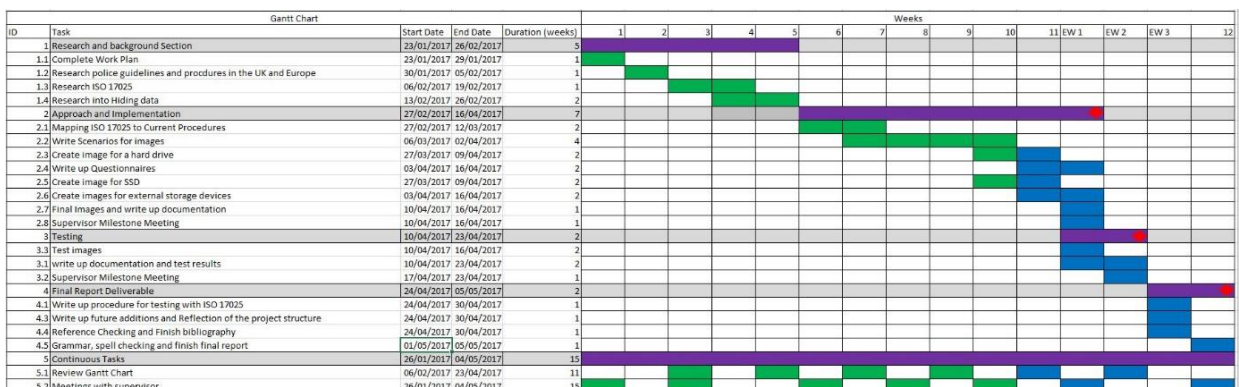 Gantt Chart Weeks
ID Task Start Date End Date Duration (weeks) 1 2 3 4 5 6 7 8 9 10 11 EW 1 EW 2 EW 3 12
1 Research and background Section 23/01/2017 26/02/2017 5
1.1 Complete Work Plan 23/01/2017 29/01/2017 1
1.2 Research police guidelines and procdures in the UK and Europe 30/01/2017 05/02/2017 1
1.3 Research ISO 17025 06/02/2017 19/02/2017 1
1.4 Research into Hiding data 13/02/2017 26/02/2017 2
2 Approach and Implementation 27/02/2017 16/04/2017 7
2.1 Mapping ISO 17025 to Current Procedures 27/02/2017 12/03/2017 2
2.2 Write Scenarios for images 06/03/2017 02/04/2017 4
2.3 Create image for a hard drive 27/03/2017 09/04/2017 2
2.4 Write up Questionnaires 03/04/2017 16/04/2017 2
2.5 Create image for SSD 27/03/2017 09/04/2017 2
2.6 Create images for external storage devices 03/04/2017 16/04/2017 2
2.7 Final Images and write up documentation 10/04/2017 16/04/2017 1
2.8 Supervisor Milestone Meeting 10/04/2017 16/04/2017 1
3 Testing 10/04/2017 23/04/2017 2
3.3 Test images 10/04/2017 16/04/2017 2
3.1 write up documentation and test results 10/04/2017 23/04/2017 2
3.2 Supervisor Milestone Meeting 17/04/2017 23/04/2017 1
4 Final Report Deliverable 24/04/2017 05/05/2017 2
4.1 Write up procedure for testing with ISO 17025 24/04/2017 30/04/2017 1
4.3 Write up future additions and Reflection of the project structure 24/04/2017 30/04/2017 1
4.4 Reference Checking and Finish bibliography 24/04/2017 30/04/2017 1
4.5 Grammar, spell checking and finish final report 01/05/2017 05/05/2017 1
5 Continuous Tasks 26/01/2017 04/05/2017 15
5.1 Review Gantt Chart 06/02/2017 23/04/2017 11
5.2 Meetings with supervisor 26/01/2017 04/05/2017 15